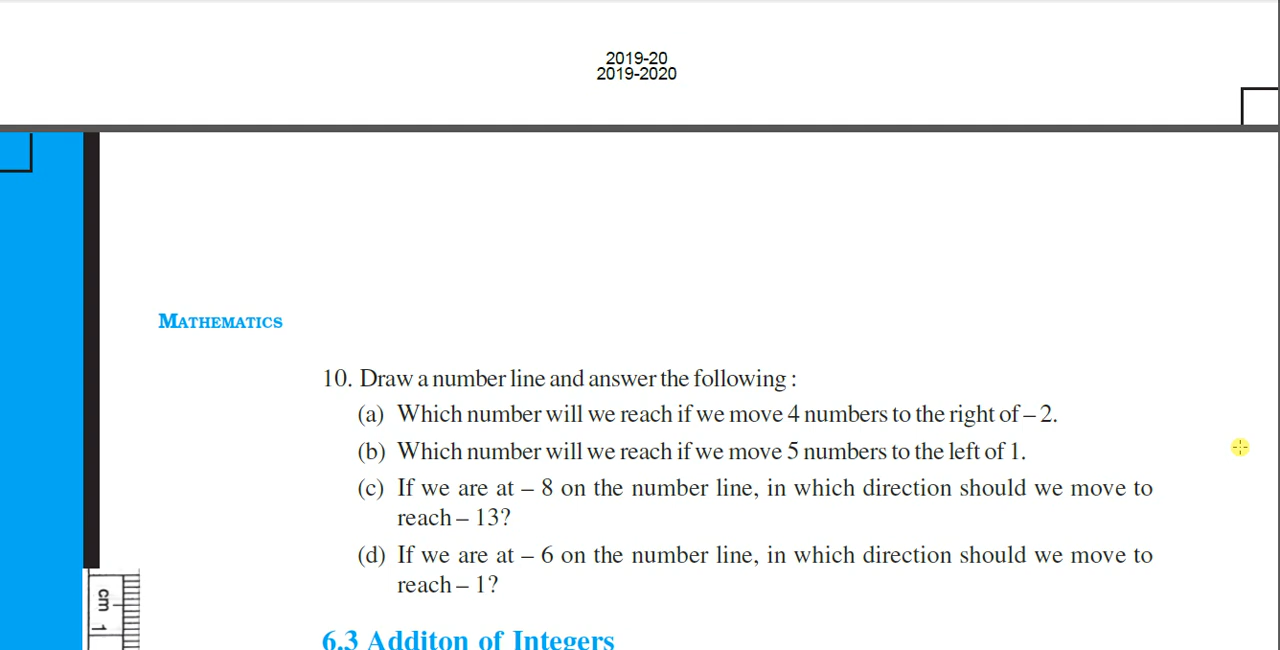 2019-20
2019-2020
MATHEMATICS
10. Draw a number line and answer the following :
(a) Which number will we reach if we move 4 numbers to the right of – 2.
(b) Which number will we reach if we move 5 numbers to the left of 1.
(c) If we are at – 8 on the number line, in which direction should we move to
reach – 13?
(d) If we are at – 6 on the number line, in which direction should we move to
reach – 1?
6.3 Additon of Integers
cm 1